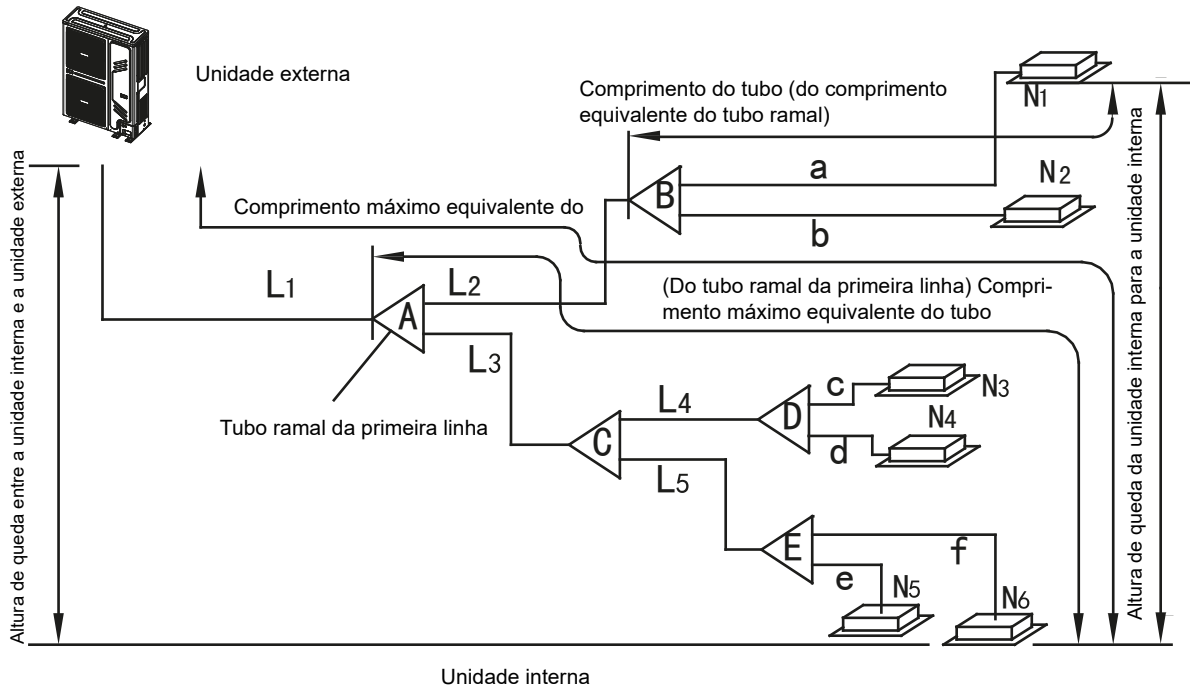 Unidade externa
Comprimento do tubo (do comprimento
equivalente do tubo ramal)
N1
a
N2
B
b
Comprimento máximo equivalente do
L1
L2
A
(Do tubo ramal da primeira linha) Compri-
mento máximo equivalente do tubo
L3
Tubo ramal da primeira linha
L4
C
L5
D
c
N3
d
N4
E
e
f
N5
N6
Altura de queda entre a unidade interna e a unidade externa
Altura de queda da unidade interna para a unidade interna
Unidade interna